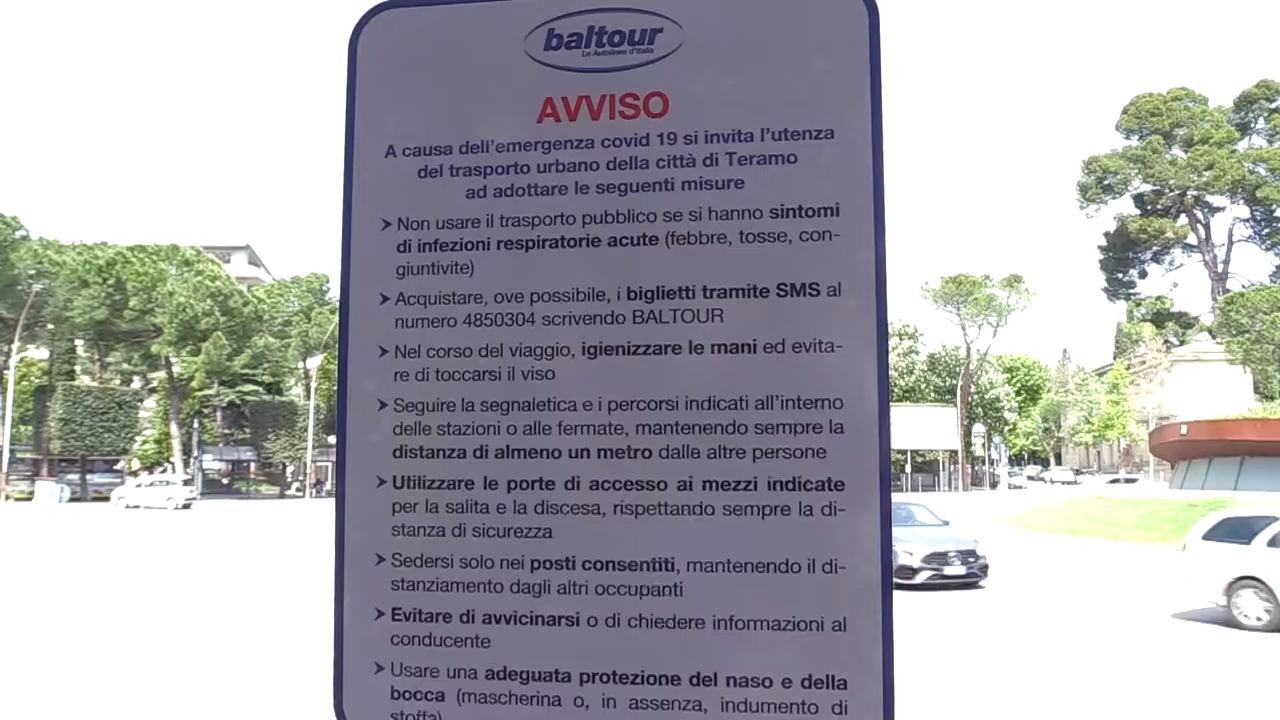 baltour
Le Autolinee d'Italia
AVVISO
A causa dell'emergenza covid 19 si invita l'utenza
del trasporto urbano della città di Teramo
ad adottare le seguenti misure
➤ Non usare il trasporto pubblico se si hanno sintomi
di infezioni respiratorie acute (febbre, tosse, con-
giuntivite)
➤ Acquistare, ove possibile, i biglietti tramite SMS al
numero 4850304 scrivendo BALTOUR
➤ Nel corso del viaggio, igienizzare le mani ed evita-
re di toccarsi il viso
➤ Seguire la segnaletica e i percorsi indicati all'interno
delle stazioni o alle fermate, mantenendo sempre la
distanza di almeno un metro dalle altre persone
➤ Utilizzare le porte di accesso ai mezzi indicate
per la salita e la discesa, rispettando sempre la di-
stanza di sicurezza
➤ Sedersi solo nei posti consentiti, mantenendo il di-
stanziamento dagli altri occupanti
➤ Evitare di avvicinarsi o di chiedere informazioni al
conducente
➤ Usare una adeguata protezione del naso e della
bocca (mascherina o, in assenza, indumento di
stoffa)